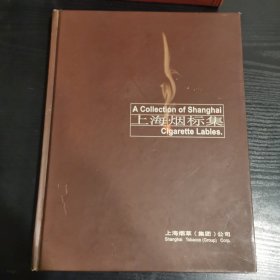 A Collection of Shanghai
上海烟标集
Cigarette Lables.
上海烟草(集团)公司
Shanghai Tobacco (Group) Corp.